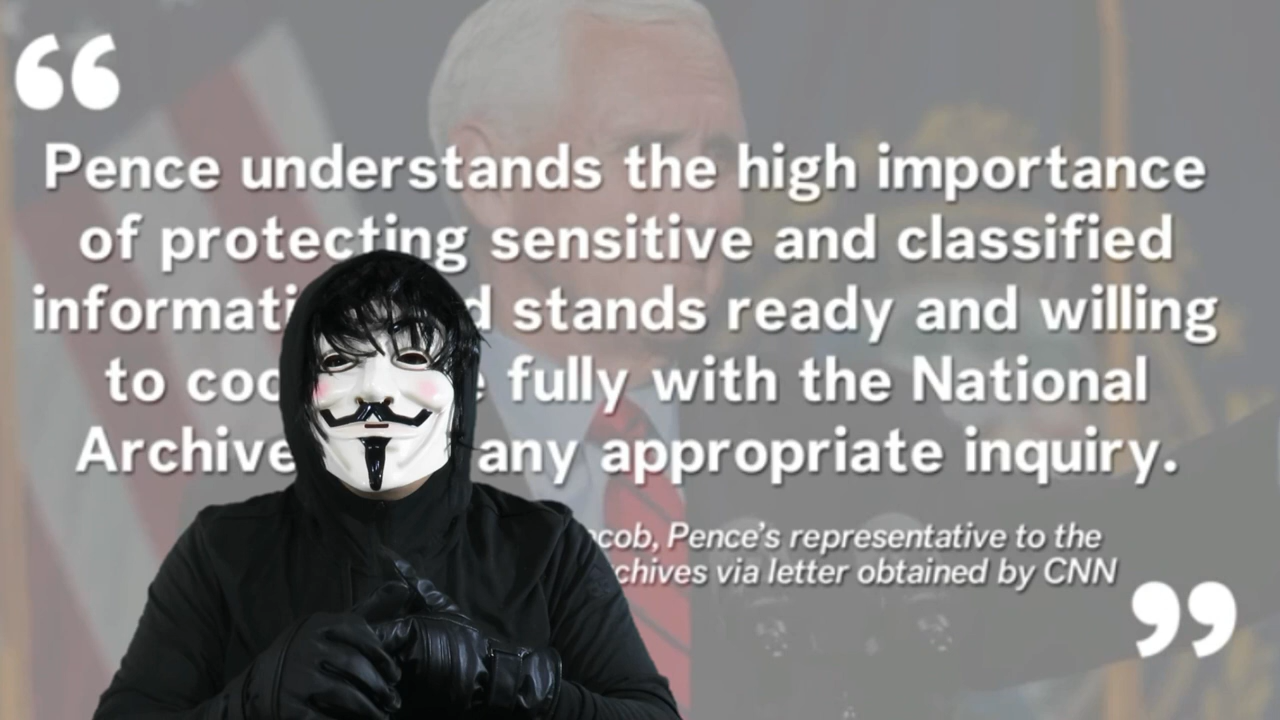 “
Pence understands the high importance
of protecting sensitive and classified
informati d stands ready and willing
to coo e fully with the National
Archive any appropriate inquiry.
cob, Pence’s representative to the
chives via letter obtained by CNN
”